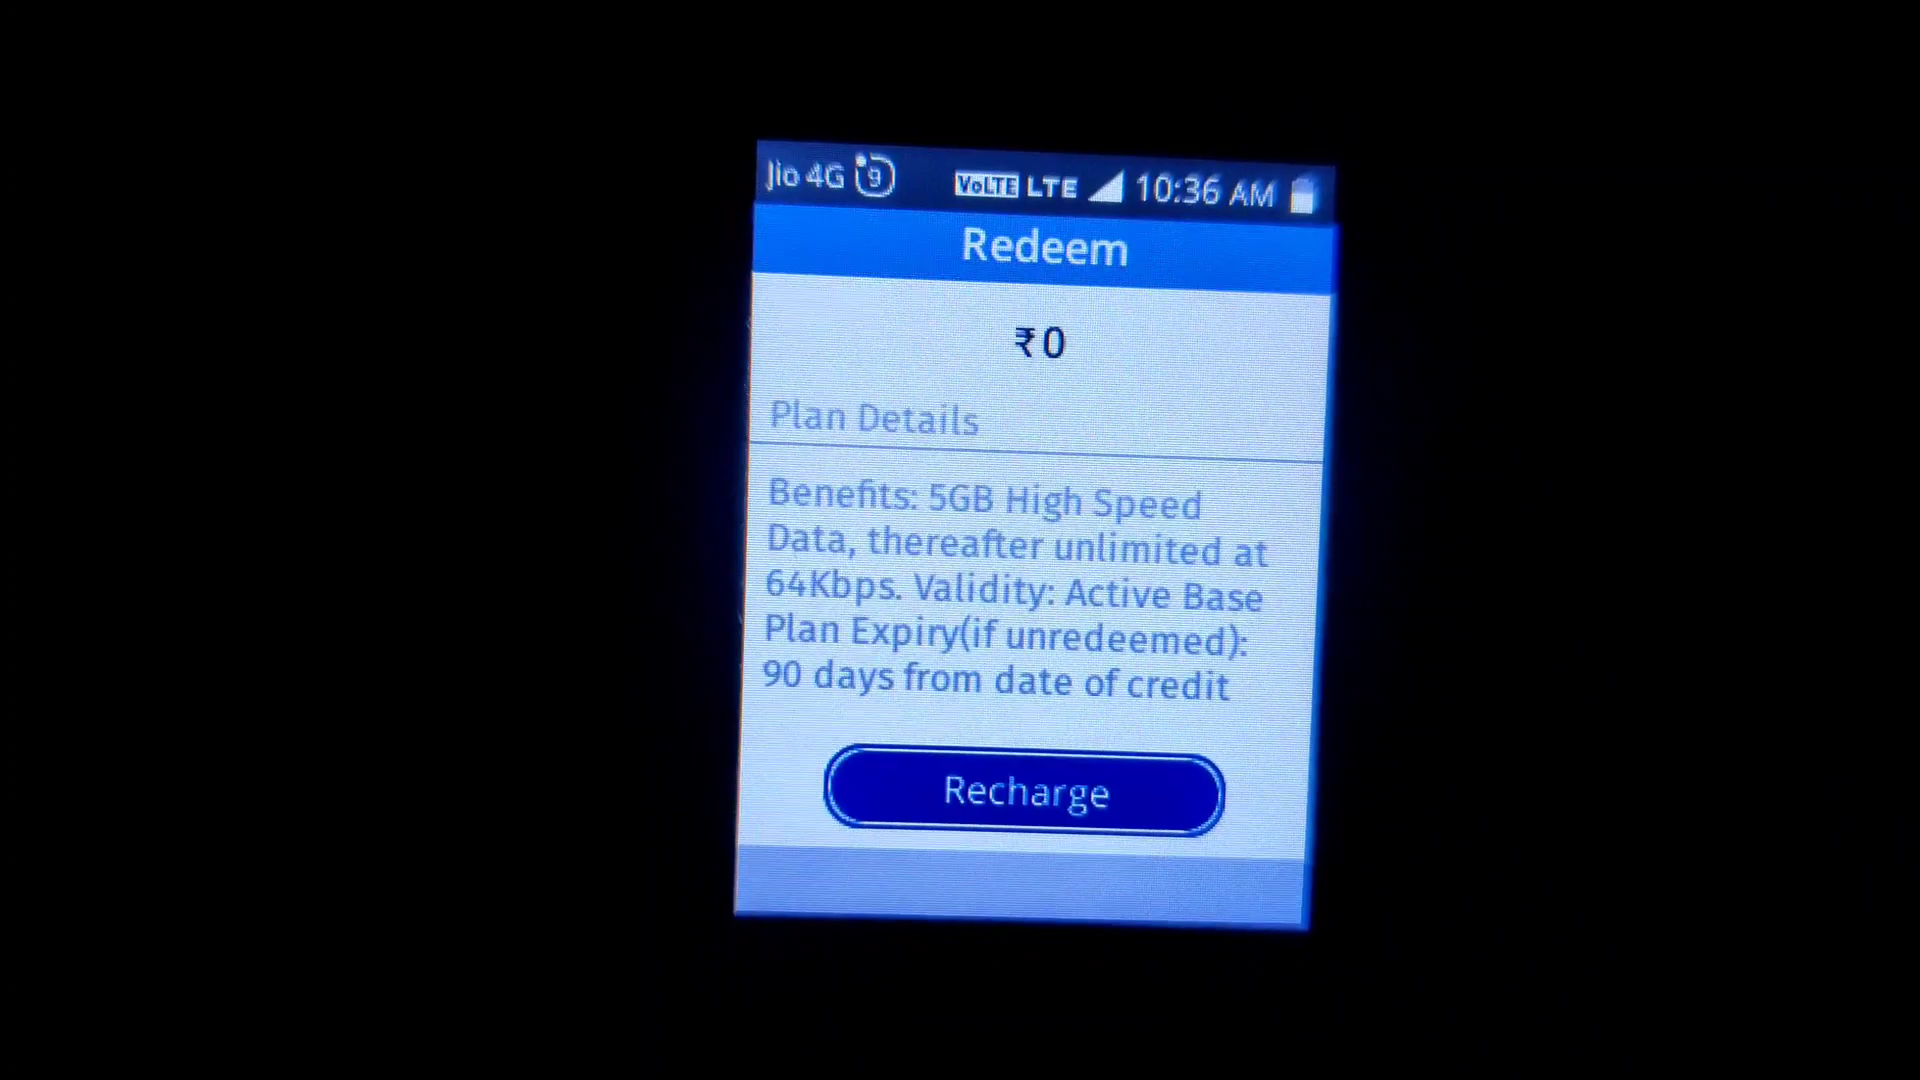 Jio 4G 9 VoLTE LTE 10:36 AM
Redeem
₹0
Plan Details
Benefits: 5GB High Speed
Data, thereafter unlimited at
64Kbps. Validity: Active Base
Plan Expiry(if unredeemed):
90 days from date of credit
Recharge